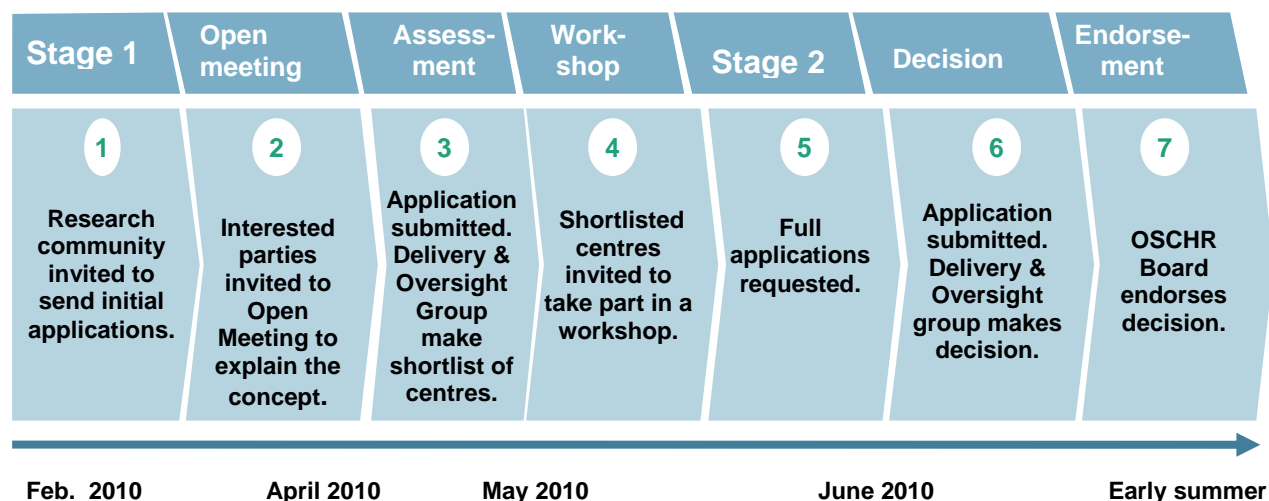 Stage 1
Open
meeting
Assess-
ment
Work-
shop
Stage 2
Decision
Endorse-
ment
1
Research
community
invited to
send initial
applications.
2
Interested
parties
invited to
Open
Meeting to
explain the
concept.
3
Application
submitted.
Delivery &
Oversight
Group
make
shortlist of
centres.
4
Shortlisted
centres
invited to
take part in a
workshop.
5
Full
applications
requested.
6
Application
submitted.
Delivery &
Oversight
group makes
decision.
7
OSCHR
Board
endorses
decision.
Feb. 2010
April 2010
May 2010
June 2010
Early summer